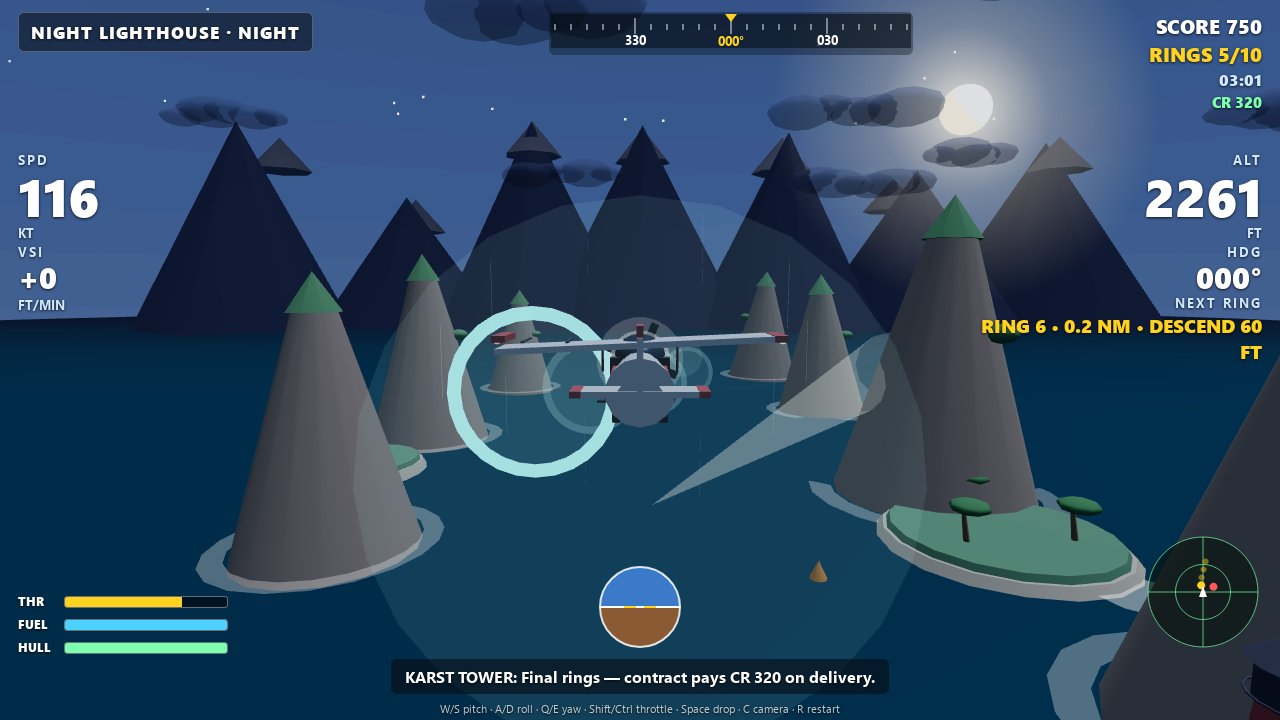 NIGHT LIGHTHOUSE · NIGHT
330
000°
030
SCORE 750
RINGS 5/10
03:01
CR 320
SPD
116
KT
VSI
+0
FT/MIN
ALT
2261
FT
HDG
000°
NEXT RING
RING 6 • 0.2 NM • DESCEND 60
FT
THR
FUEL
HULL
KARST TOWER: Final rings — contract pays CR 320 on delivery.
W/S pitch · A/D roll · Q/E yaw · Shift/Ctrl throttle · Space drop · C camera · R restart